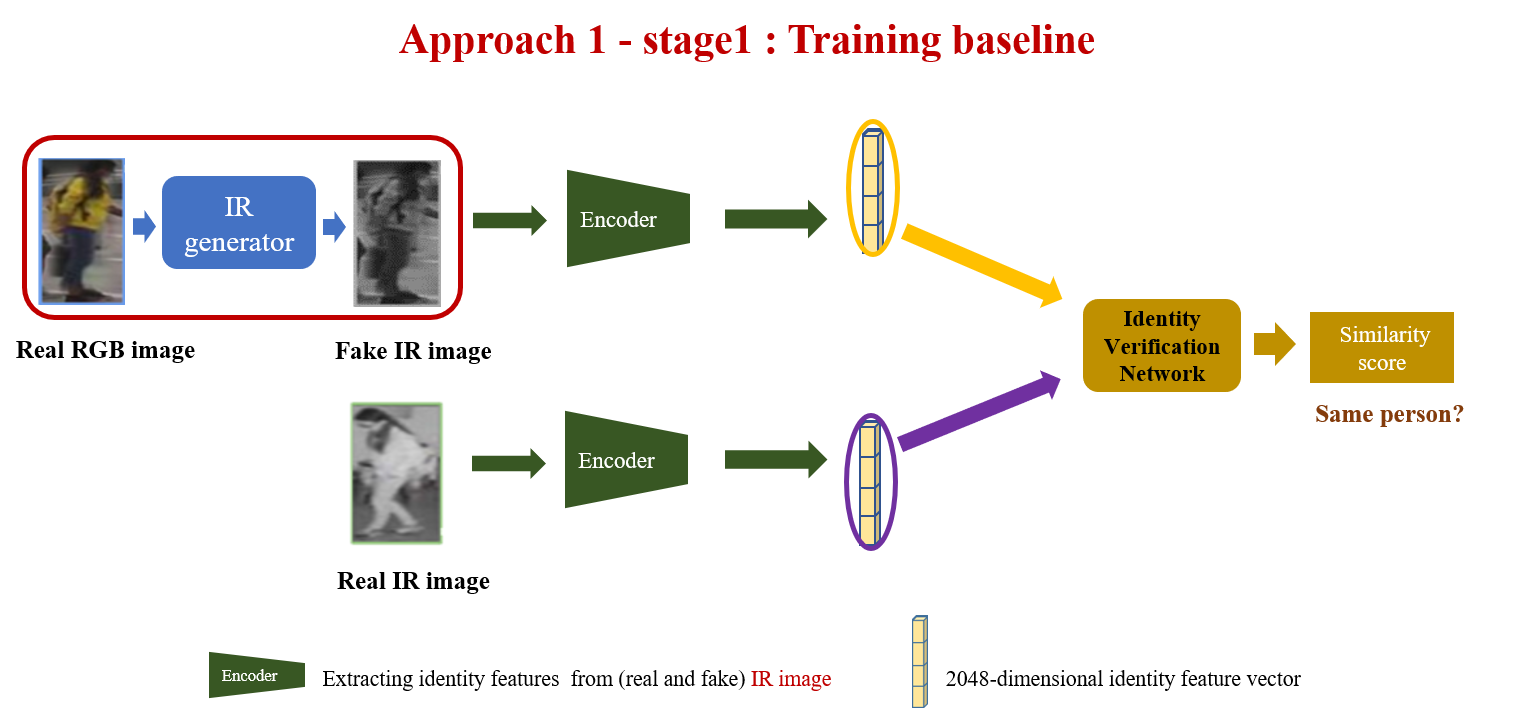 Approach 1 - stage1 : Training baseline
IR
generator
Encoder
Real RGB image
Fake IR image
Identity
Verification
Network
Similarity
score
Same person?
Encoder
Real IR image
Encoder
Extracting identity features from (real and fake) IR image
2048-dimensional identity feature vector